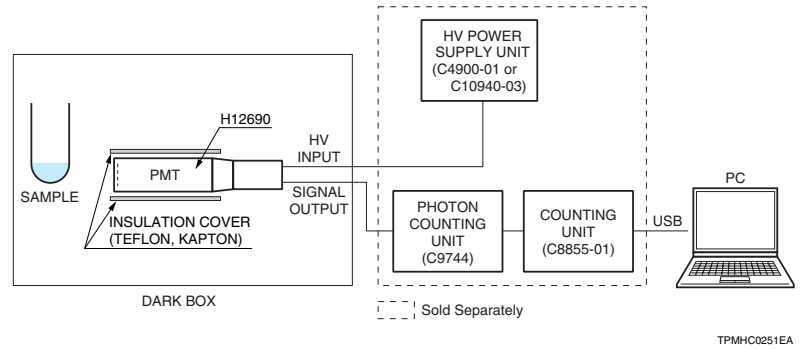 HV POWER
SUPPLY UNIT
(C4900-01 or
C10940-03)
H12690
HV
INPUT
PMT
SAMPLE
SIGNAL
OUTPUT
INSULATION COVER
(TEFLON, KAPTON)
PHOTON
COUNTING
UNIT
(C9744)
COUNTING
UNIT
(C8855-01)
USB
PC
DARK BOX
Sold Separately
TPMHC0251EA